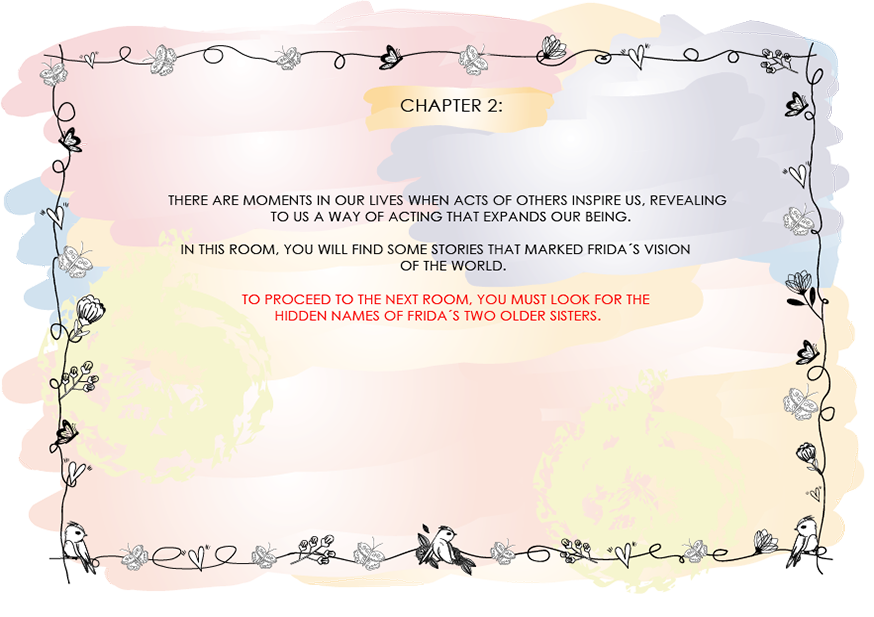 CHAPTER 2:
THERE ARE MOMENTS IN OUR LIVES WHEN ACTS OF OTHERS INSPIRE US, REVEALING
TO US A WAY OF ACTING THAT EXPANDS OUR BEING.
IN THIS ROOM, YOU WILL FIND SOME STORIES THAT MARKED FRIDA´S VISION
OF THE WORLD.
TO PROCEED TO THE NEXT ROOM, YOU MUST LOOK FOR THE
HIDDEN NAMES OF FRIDA´S TWO OLDER SISTERS.